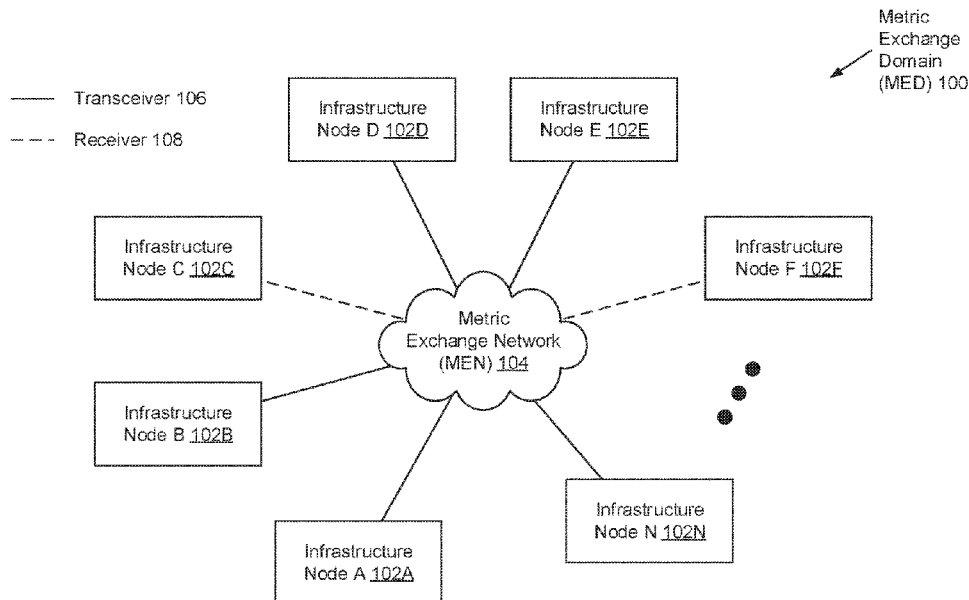 Metric
Exchange
Domain
(MED) 100
Transceiver 106
Receiver 108
Infrastructure
Node D 102D
Infrastructure
Node E 102E
Infrastructure
Node C 102C
Infrastructure
Node F 102F
Metric
Exchange Network
(MEN) 104
Infrastructure
Node B 102B
Infrastructure
Node N 102N
Infrastructure
Node A 102A